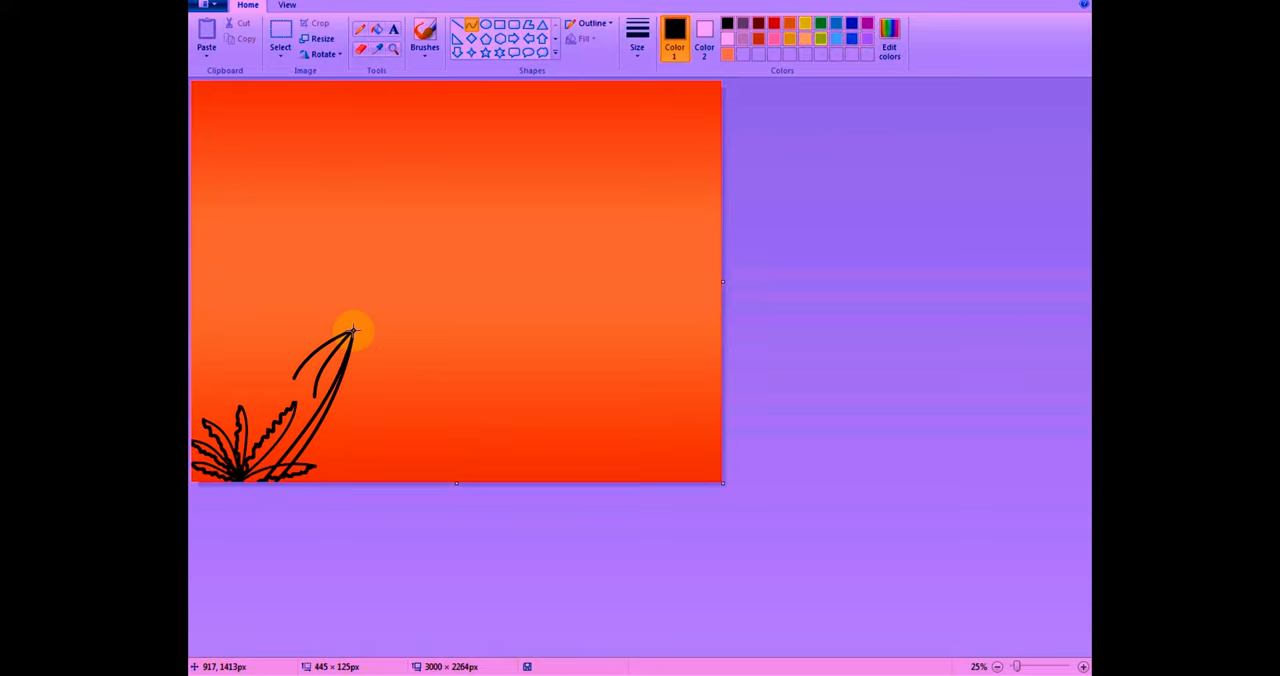 Home View
Paste
Cut
Copy
Clipboard
Select
Crop
Resize
Rotate
Image
A
Tools
Brushes
Outline
Fill
Shapes
Size
Color 1
Color 2
Edit colors
Colors
917, 1413px
445 × 125px
3000 × 2264px
25%